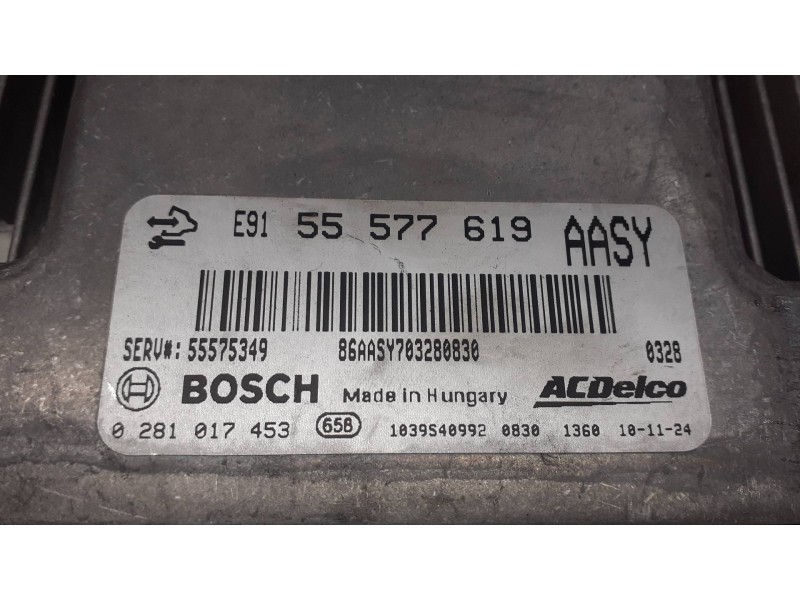 E91 55 577 619 AASY
SERV#: 55575349 86AASY703280830 0328
BOSCH Made in Hungary ACDelco
0 281 017 453 658 1039S40992 0830 1360 10-11-24